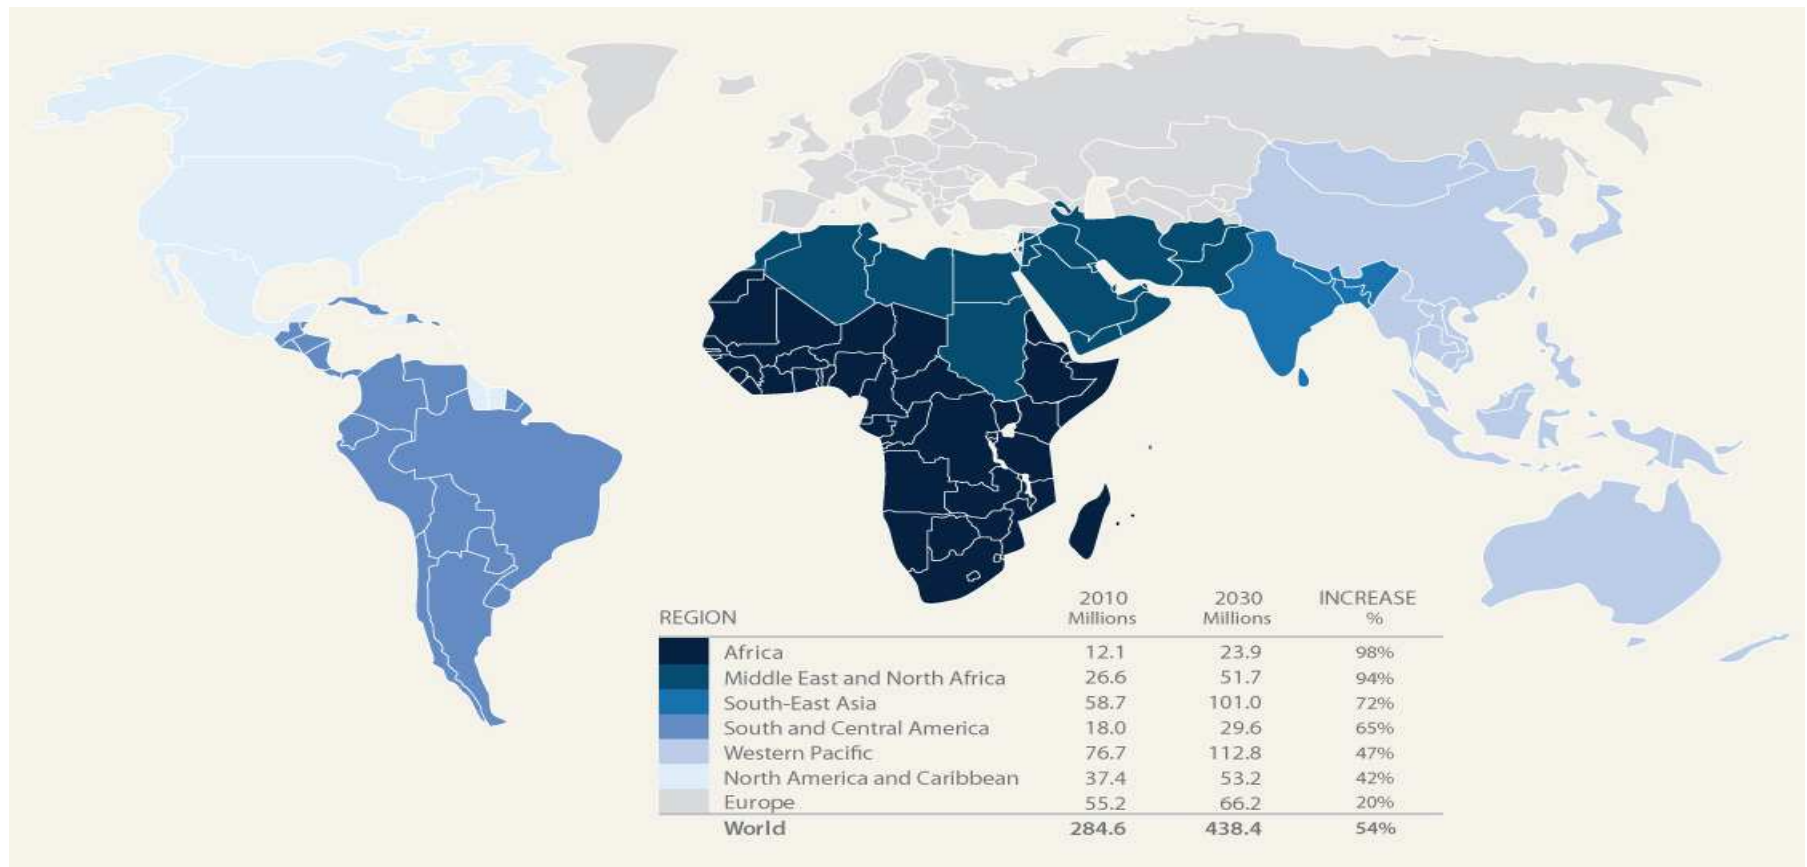 REGION 2010 Millions 2030 Millions INCREASE %
Africa 12.1 23.9 98%
Middle East and North Africa 26.6 51.7 94%
South-East Asia 58.7 101.0 72%
South and Central America 18.0 29.6 65%
Western Pacific 76.7 112.8 47%
North America and Caribbean 37.4 53.2 42%
Europe 55.2 66.2 20%
World 284.6 438.4 54%